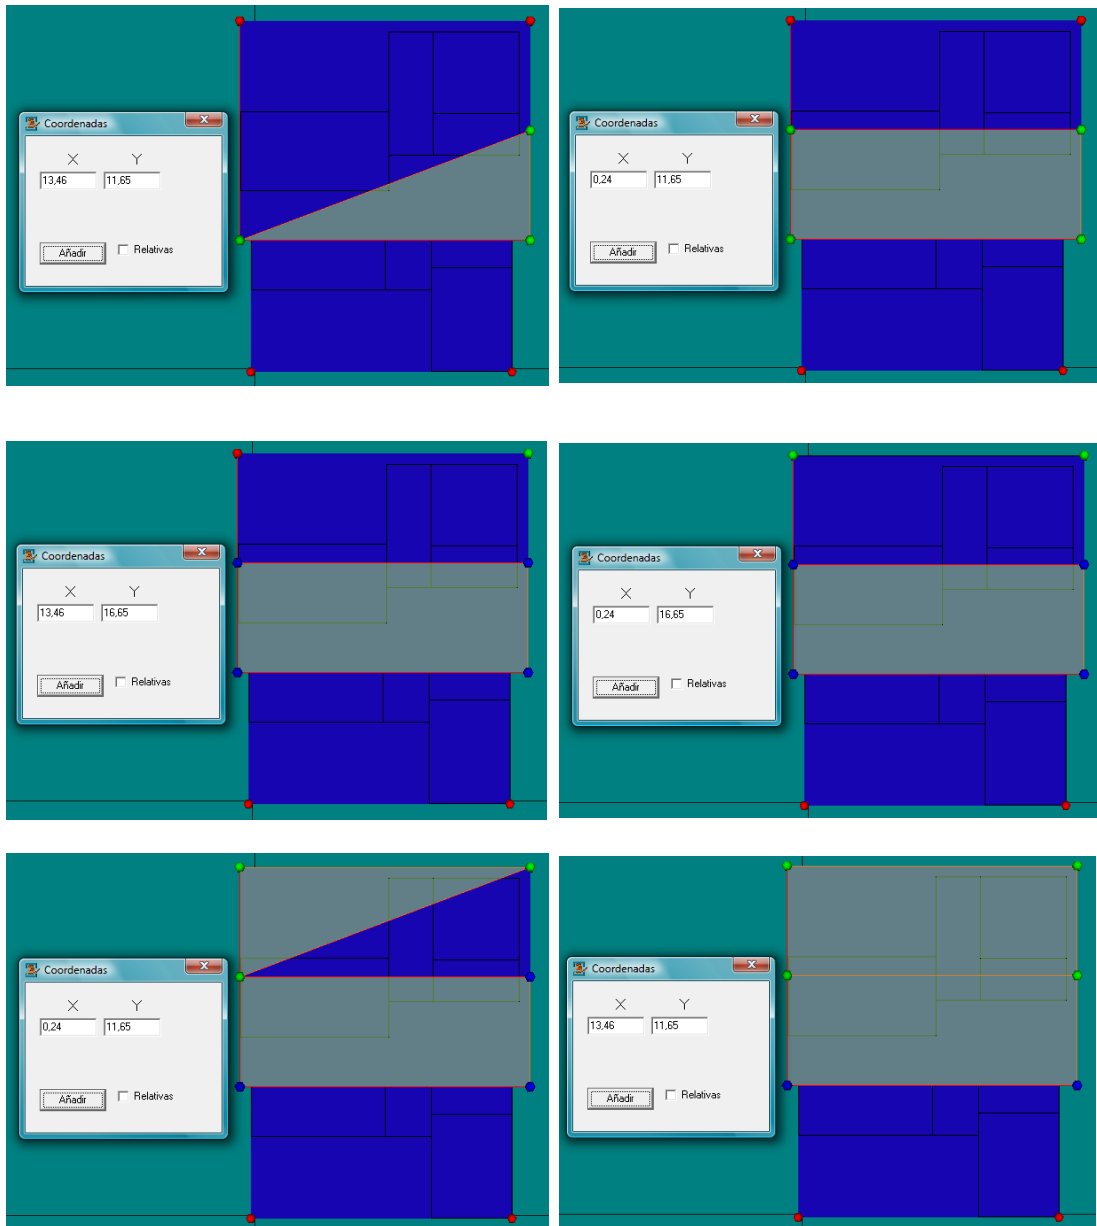 Coordenadas
X Y
13,46 11,65
Añadir Relativas
Coordenadas
X Y
0,24 11,65
Añadir Relativas
Coordenadas
X Y
13,46 16,65
Añadir Relativas
Coordenadas
X Y
0,24 16,65
Añadir Relativas
Coordenadas
X Y
0,24 11,65
Añadir Relativas
Coordenadas
X Y
13,46 11,65
Añadir Relativas